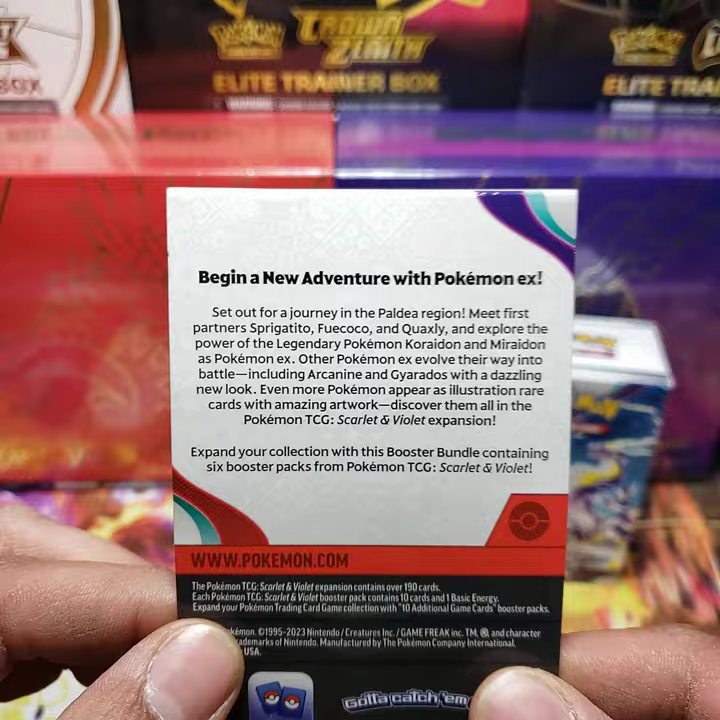 BOX
CROWN
ZENITH
ELITE TRAINER BOX
ELITE TRAI
Begin a New Adventure with Pokémon ex!
Set out for a journey in the Paldea region! Meet first
partners Sprigatito, Fuecoco, and Quaxly, and explore the
power of the Legendary Pokémon Koraidon and Miraidon
as Pokémon ex. Other Pokémon ex evolve their way into
battle—including Arcanine and Gyarados with a dazzling
new look. Even more Pokémon appear as illustration rare
cards with amazing artwork—discover them all in the
Pokémon TCG: Scarlet & Violet expansion!
Expand your collection with this Booster Bundle containing
six booster packs from Pokémon TCG: Scarlet & Violet!
WWW.POKEMON.COM
The Pokémon TCG: Scarlet & Violet expansion contains over 190 cards.
Each Pokémon TCG: Scarlet & Violet booster pack contains 10 cards and 1 Basic Energy.
Expand your Pokémon Trading Card Game collection with "10 Additional Game Cards" booster packs.
kémon. ©1995-2023 Nintendo / Creatures Inc. / GAME FREAK inc. TM, ® and character
rademarks of Nintendo. Manufactured by The Pokémon Company International.
USA.
Gotta catch 'em